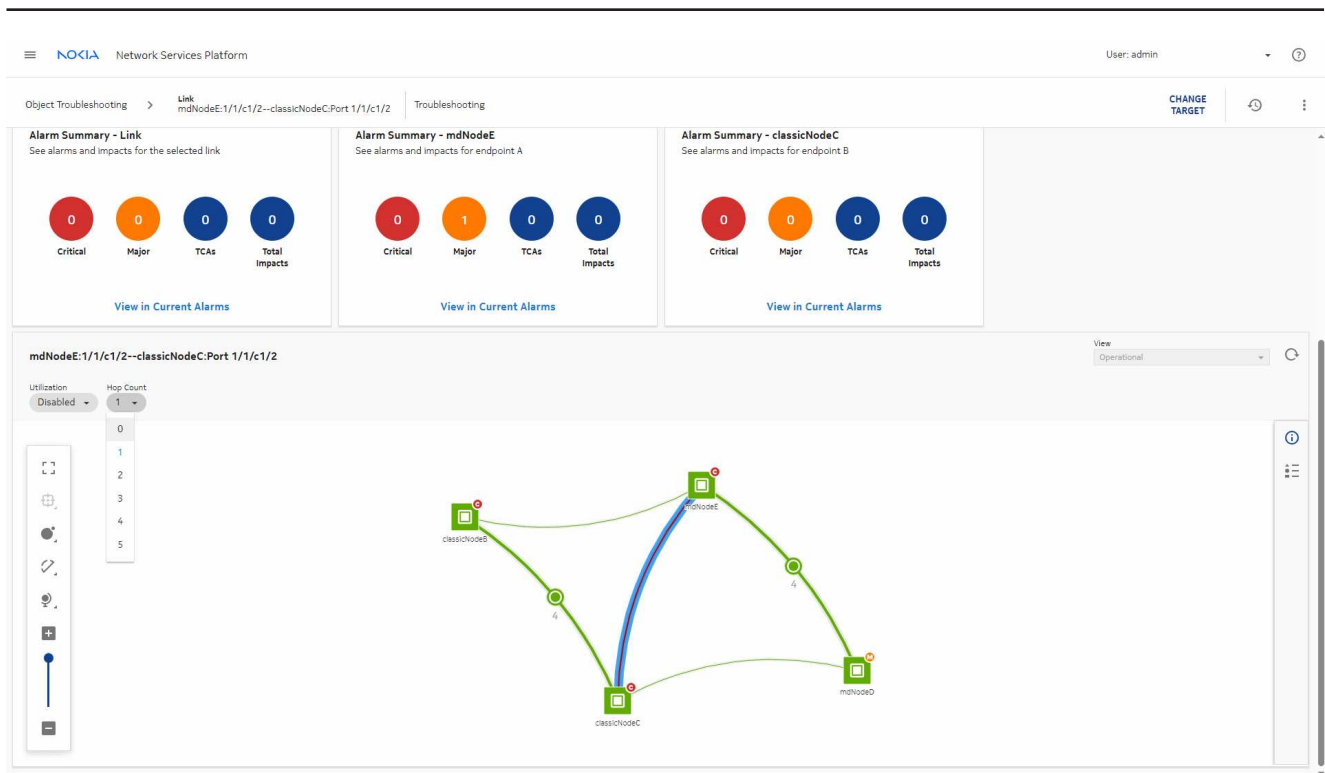 NOKIA Network Services Platform
User: admin
Object Troubleshooting > Link
mdNodeE:1/1/c1/2--classicNodeC:Port 1/1/c1/2
Troubleshooting
CHANGE
TARGET
Alarm Summary - Link
See alarms and impacts for the selected link
0 0 0 0
Critical Major TCAs Total
Impacts
View in Current Alarms
Alarm Summary - mdNodeE
See alarms and impacts for endpoint A
0 1 0 0
Critical Major TCAs Total
Impacts
View in Current Alarms
Alarm Summary - classicNodeC
See alarms and impacts for endpoint B
0 0 0 0
Critical Major TCAs Total
Impacts
View in Current Alarms
mdNodeE:1/1/c1/2--classicNodeC:Port 1/1/c1/2
View
Operational
Utilization Hop Count
Disabled 1
0
1
2
3
4
5
C
mdNodeE
C
classicNodeB
4
4
M
mdNodeD
C
classicNodeC